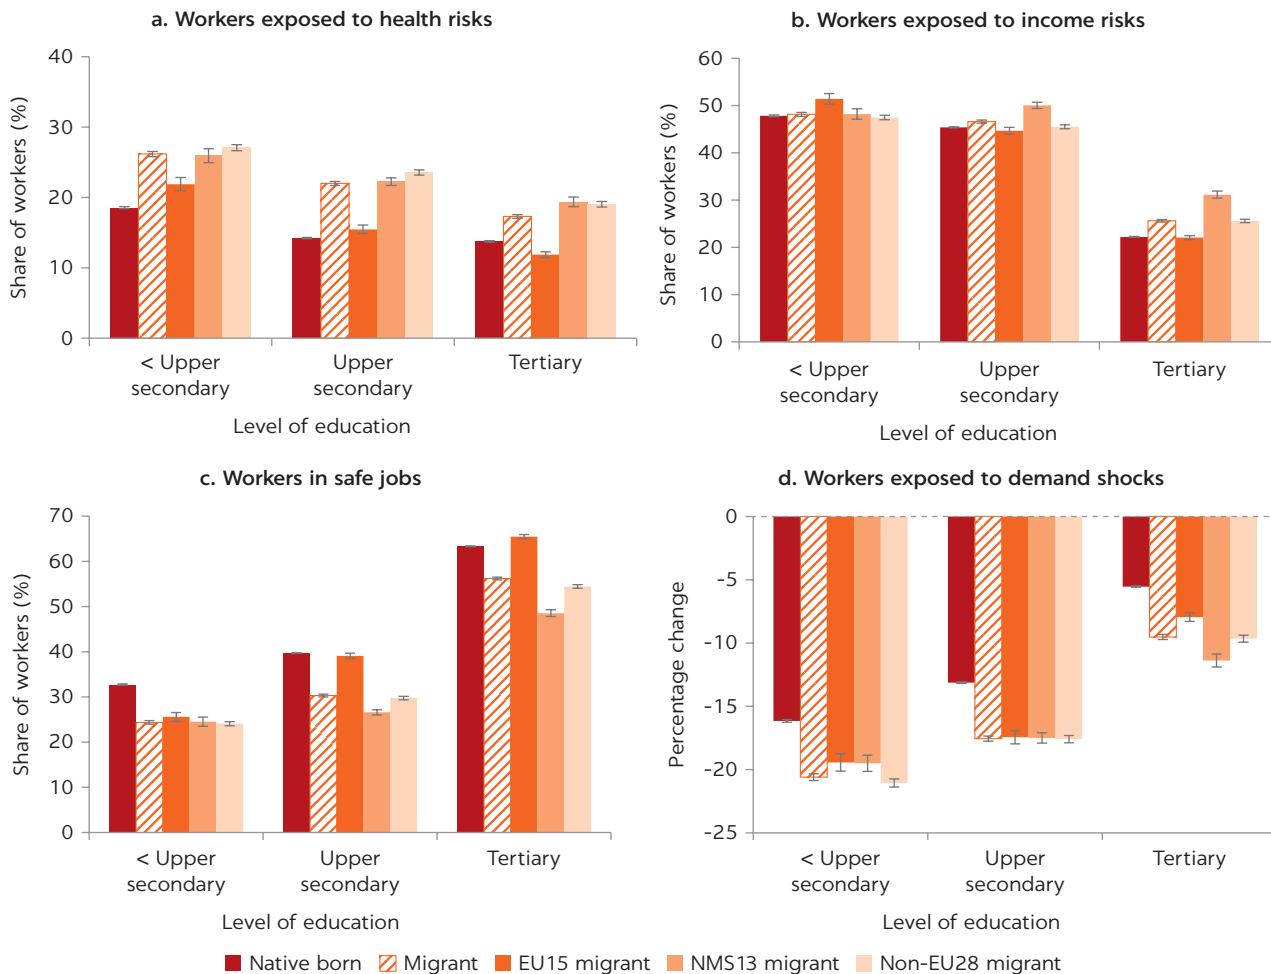 a. Workers exposed to health risks
Share of workers (%)
40
30
20
10
0
< Upper
secondary
Upper
secondary
Tertiary
Level of education
b. Workers exposed to income risks
Share of workers (%)
60
50
40
30
20
10
0
< Upper
secondary
Upper
secondary
Tertiary
Level of education
c. Workers in safe jobs
Share of workers (%)
70
60
50
40
30
20
10
0
< Upper
secondary
Upper
secondary
Tertiary
Level of education
d. Workers exposed to demand shocks
Percentage change
0
-5
-10
-15
-20
-25
< Upper
secondary
Upper
secondary
Tertiary
Level of education
Native born Migrant EU15 migrant NMS13 migrant Non-EU28 migrant